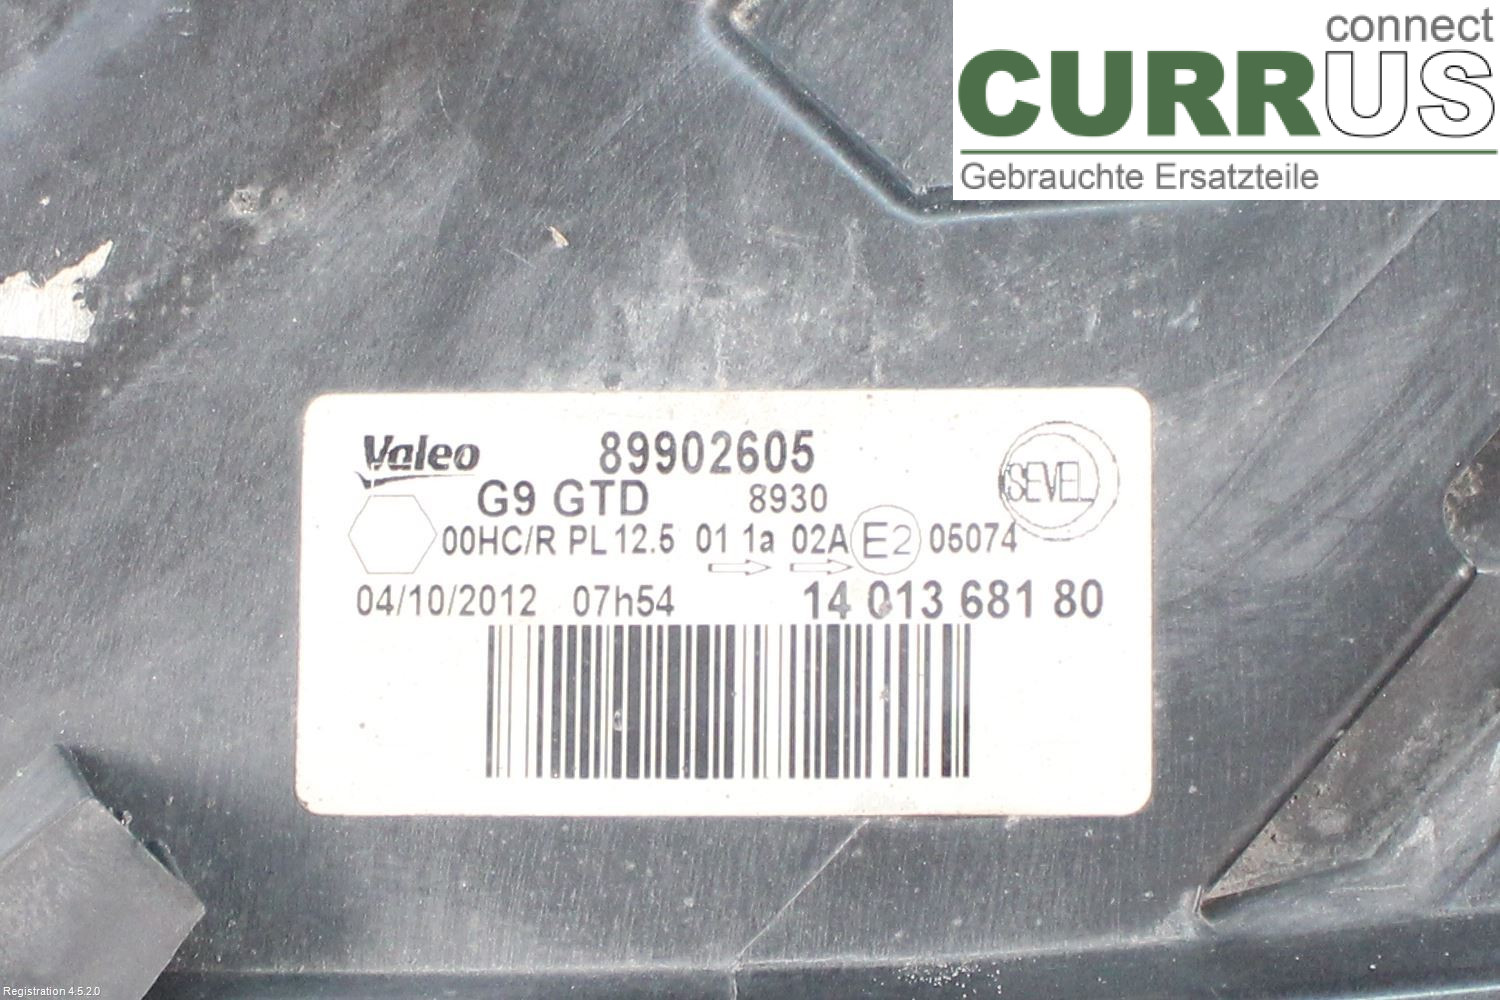 connect
CURRUS
Gebrauchte Ersatzteile
Valeo 89902605
SEVEL
G9 GTD 8930
00HC/R PL 12.5 01 1a 02A E2 05074
04/10/2012 07h54 14 013 681 80
Registration 4.5.2.0